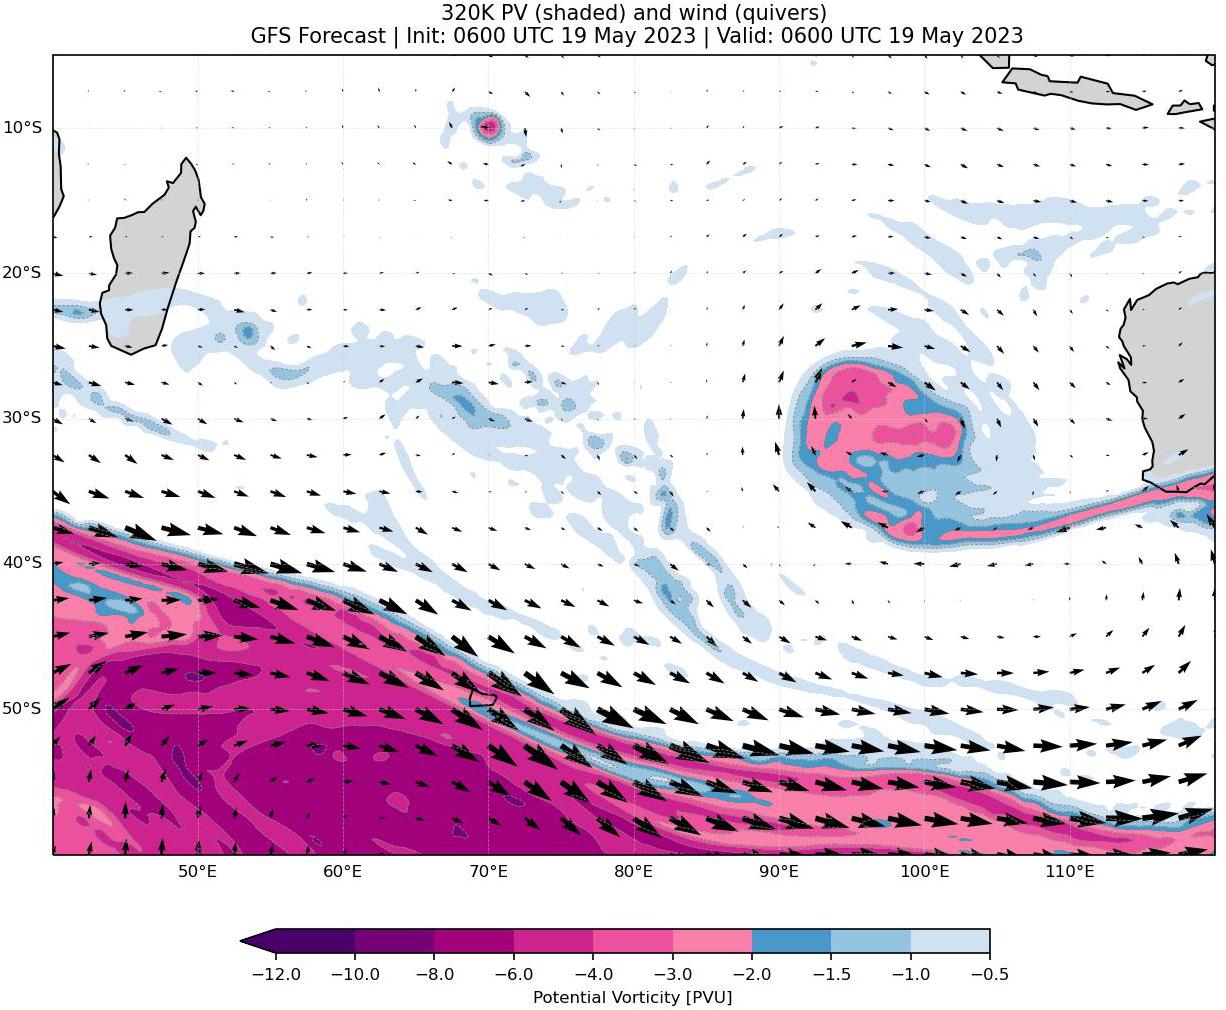 320K PV (shaded) and wind (quivers)
GFS Forecast | Init: 0600 UTC 19 May 2023 | Valid: 0600 UTC 19 May 2023
10°S
20°S
30°S
40°S
50°S
50°E 60°E 70°E 80°E 90°E 100°E 110°E
−12.0 −10.0 −8.0 −6.0 −4.0 −3.0 −2.0 −1.5 −1.0 −0.5
Potential Vorticity [PVU]